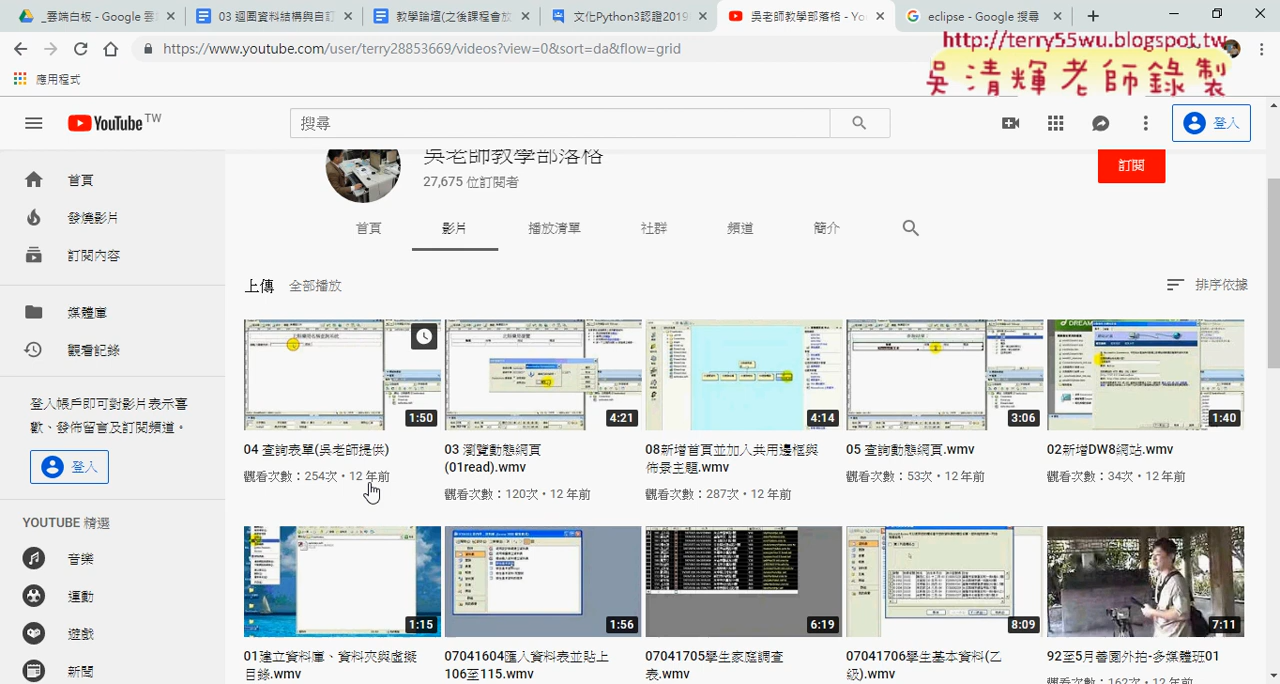 _雲端白板 - Google 雲
03 迴圈資料結構與自訂
教學論壇(之後課程會放
文化Python3認證2019
吳老師教學部落格 - Yo
eclipse - Google 搜尋
https://www.youtube.com/user/terry28853669/videos?view=0&sort=da&flow=grid
http://terry55wu.blogspot.tw
吳清輝老師錄製
應用程式
YouTube TW
搜尋
登入
吳老師教學部落格
27,675 位訂閱者
訂閱
首頁
影片
播放清單
社群
頻道
簡介
首頁
發燒影片
訂閱內容
媒體庫
觀看記錄
登入帳戶即可對影片表示喜
歡、發佈留言及訂閱頻道。
登入
YOUTUBE 精選
音樂
運動
遊戲
新聞
上傳
全部播放
排序依據
1:50
4:21
4:14
3:06
1:40
04 查詢表單(吳老師提供)
觀看次數：254次・12 年前
03 瀏覽動態網頁
(01read).wmv
觀看次數：120次・12 年前
08新增首頁並加入共用邊框與
佈景主題.wmv
觀看次數：287次・12 年前
05 查詢動態網頁.wmv
觀看次數：53次・12 年前
02新增DW8網站.wmv
觀看次數：34次・12 年前
1:15
1:56
6:19
8:09
7:11
01建立資料庫、資料夾與虛擬
目錄.wmv
07041604匯入資料表並貼上
106至115.wmv
07041705學生家庭調查
表.wmv
07041706學生基本資料(乙
級).wmv
92至5月善園外拍-多媒體班01
觀看次數：162次・12 年前